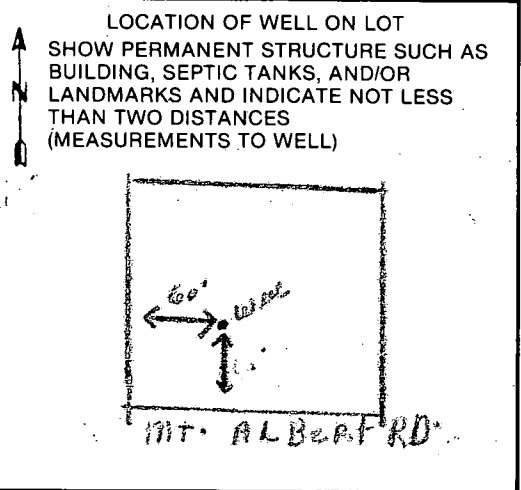 LOCATION OF WELL ON LOT
SHOW PERMANENT STRUCTURE SUCH AS
BUILDING, SEPTIC TANKS, AND/OR
N LANDMARKS AND INDICATE NOT LESS
THAN TWO DISTANCES
(MEASUREMENTS TO WELL)
60' well
MT. ALBERT RD.